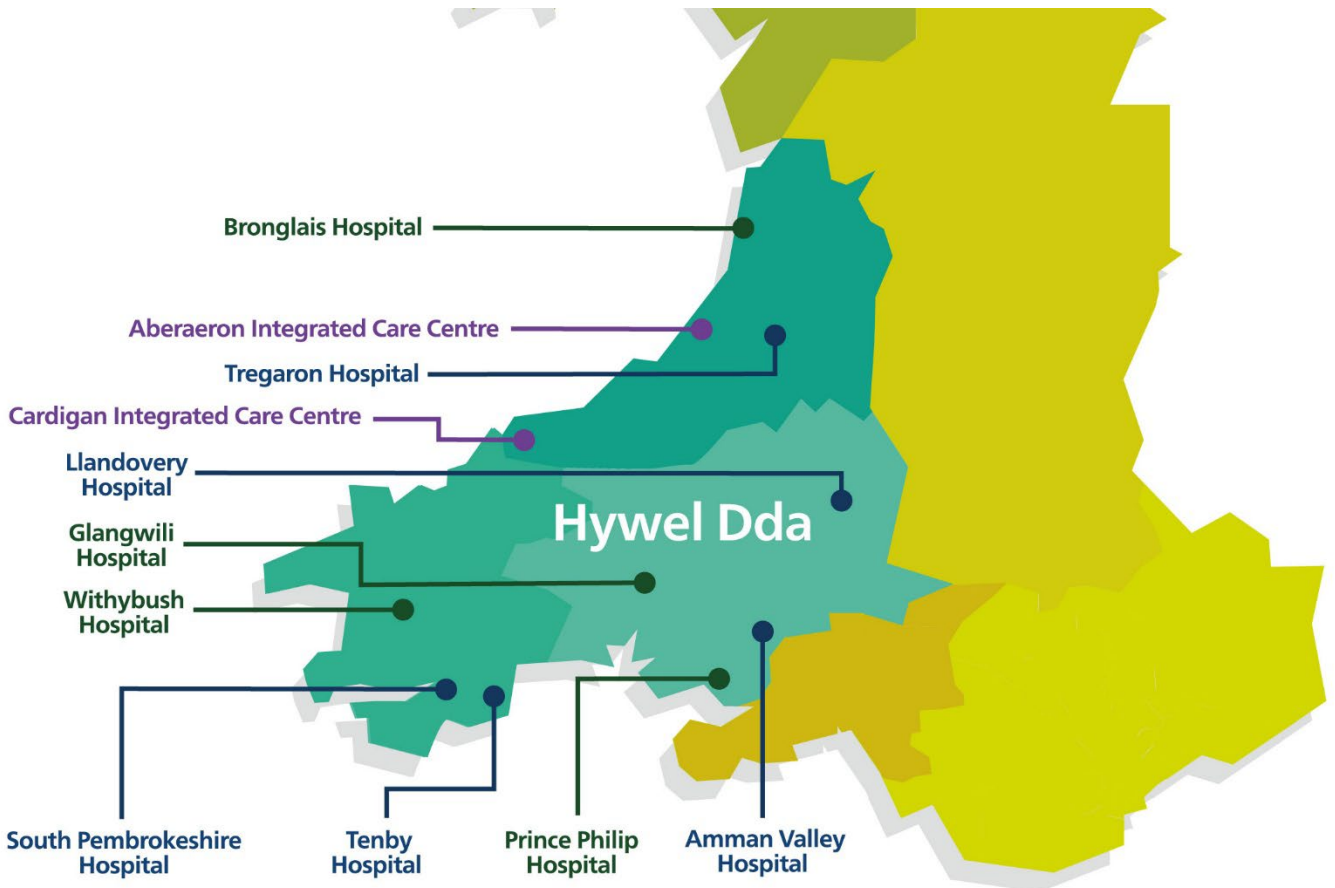 Bronglais Hospital
Aberaeron Integrated Care Centre
Tregaron Hospital
Cardigan Integrated Care Centre
Llandovery
Hospital
Hywel Dda
Glangwili
Hospital
Withybush
Hospital
South Pembrokeshire
Hospital
Tenby
Hospital
Prince Philip
Hospital
Amman Valley
Hospital